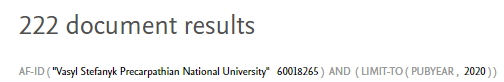 222 document results
AF-ID ( "Vasyl Stefanyk Precarpathian National University" 60018265 ) AND ( LIMIT-TO ( PUBYEAR , 2020 ) )